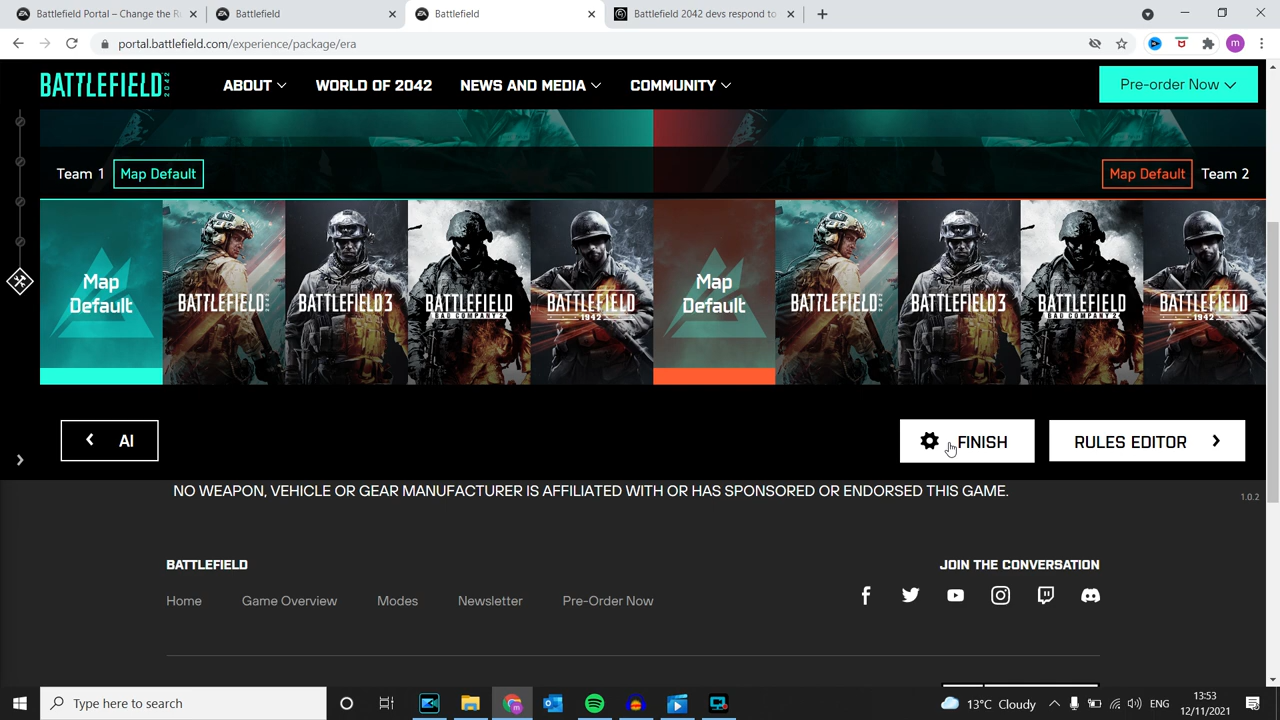 Battlefield Portal – Change the R
Battlefield
Battlefield
Battlefield 2042 devs respond to
portal.battlefield.com/experience/package/era
m
BATTLEFIELD 2042
ABOUT
WORLD OF 2042
NEWS AND MEDIA
COMMUNITY
Pre-order Now
Team 1
Map Default
Map Default
Team 2
Map
Default
BATTLEFIELD
BATTLEFIELD 3
BATTLEFIELD
BAD COMPANY 2
BATTLEFIELD
1942
Map
Default
BATTLEFIELD
BATTLEFIELD 3
BATTLEFIELD
BAD COMPANY 2
BATTLEFIELD
1942
AI
FINISH
RULES EDITOR
NO WEAPON, VEHICLE OR GEAR MANUFACTURER IS AFFILIATED WITH OR HAS SPONSORED OR ENDORSED THIS GAME.
1.0.2
BATTLEFIELD
JOIN THE CONVERSATION
Home
Game Overview
Modes
Newsletter
Pre-Order Now
Type here to search
13°C Cloudy
ENG
13:53
12/11/2021